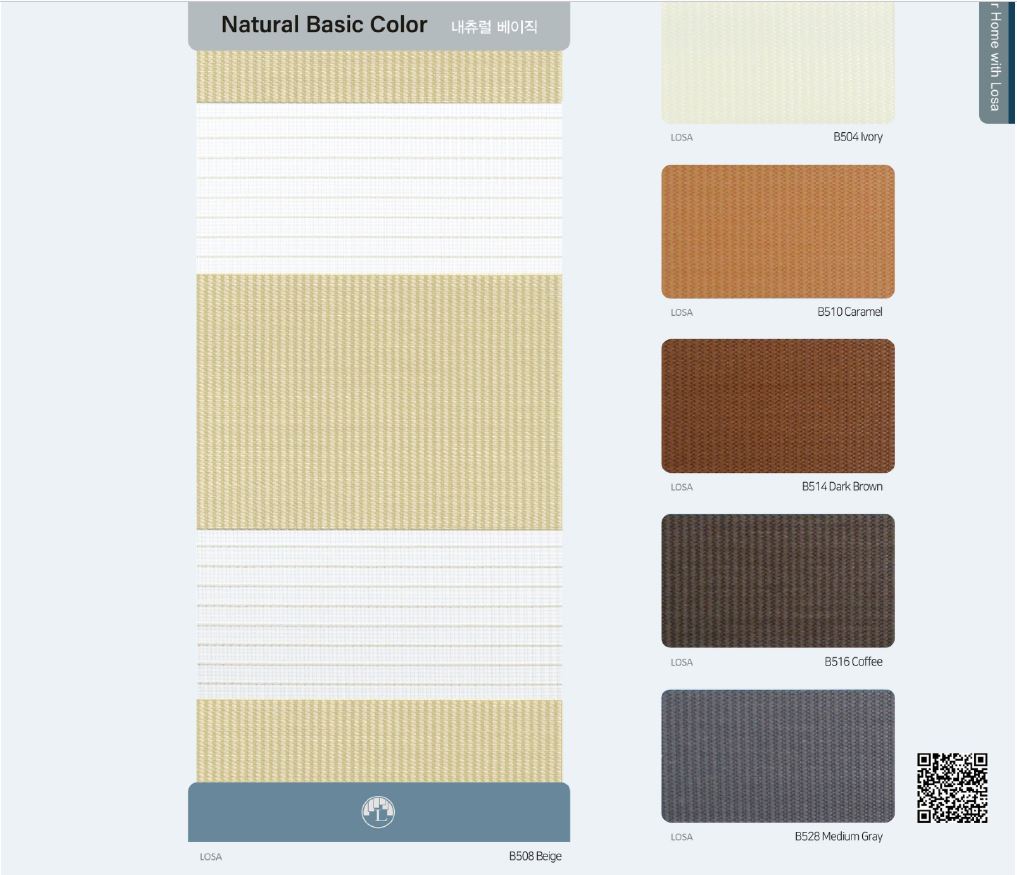 Natural Basic Color 내츄럴 베이직
LOSA B508 Beige
LOSA B504 Ivory
LOSA B510 Caramel
LOSA B514 Dark Brown
LOSA B516 Coffee
LOSA B528 Medium Gray
r Home with Losa
L